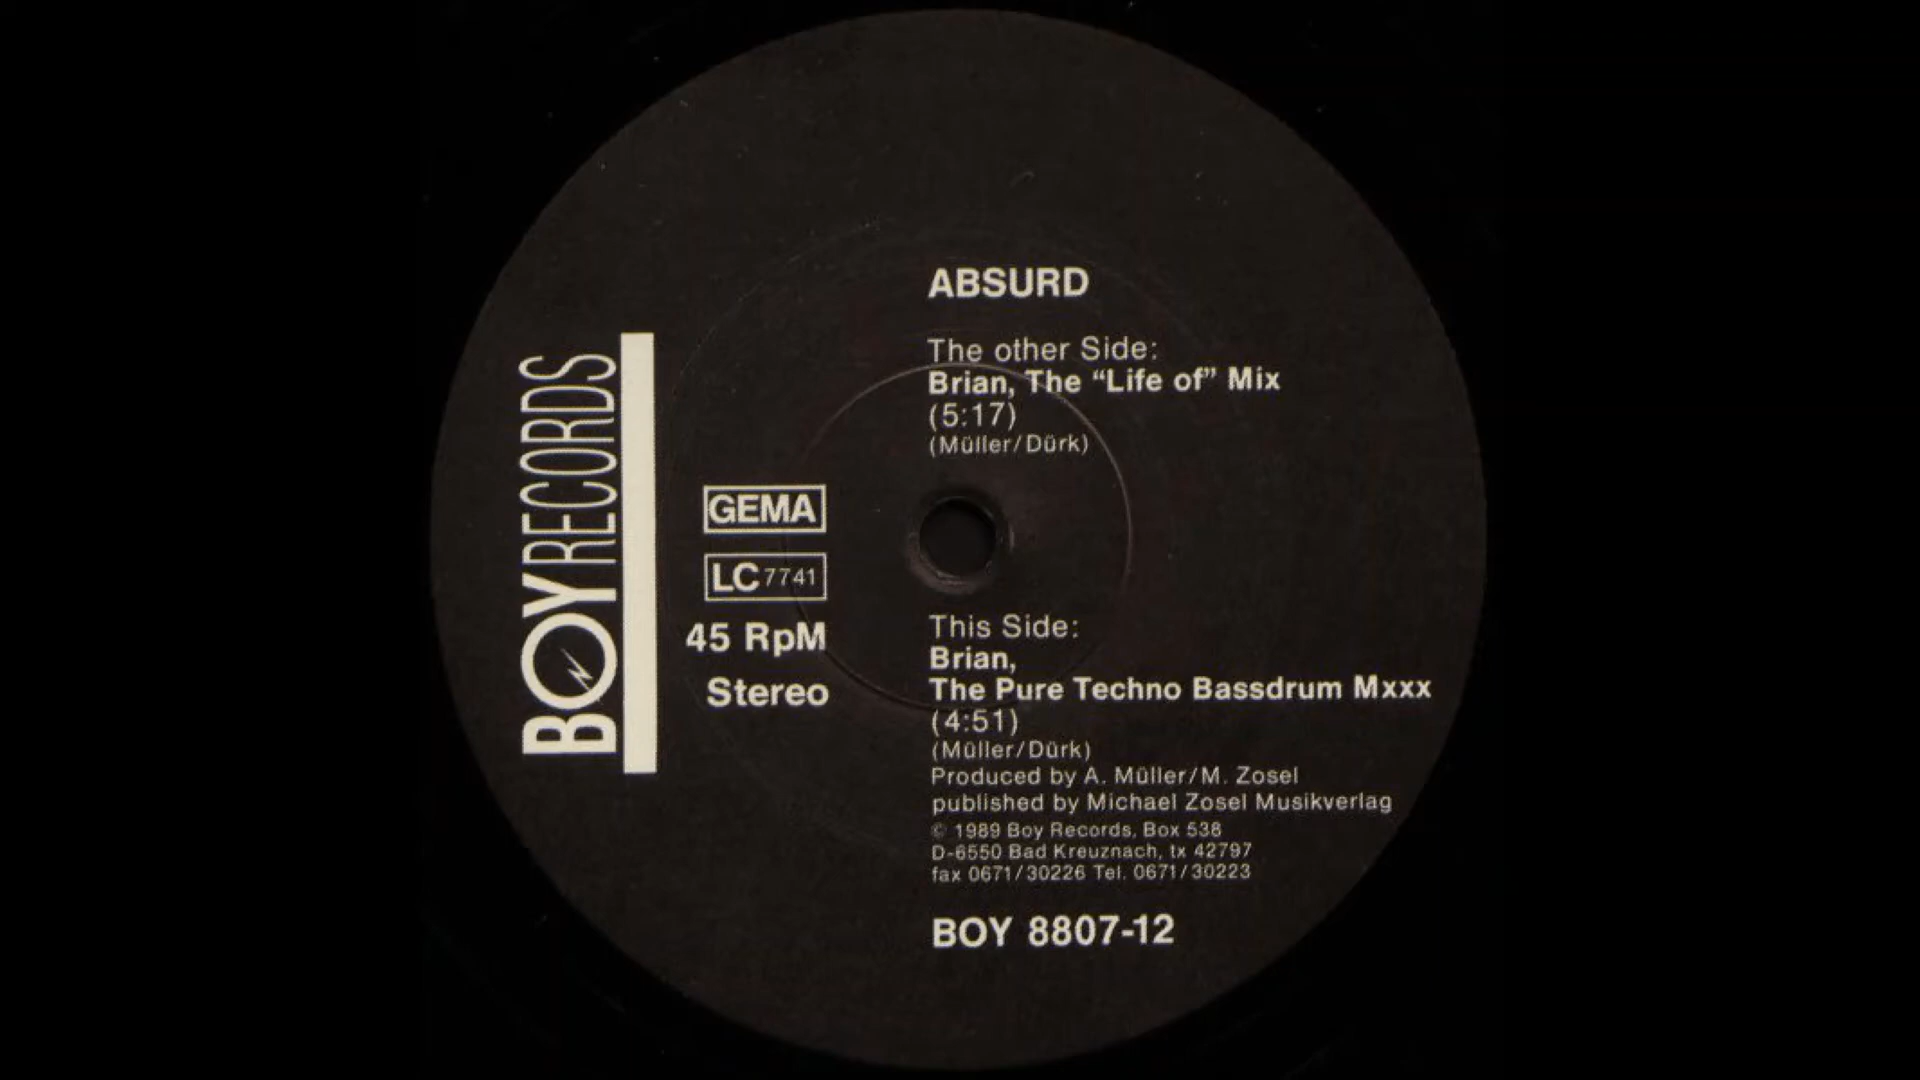 BOY RECORDS
GEMA
LC 7741
45 RpM
Stereo
ABSURD
The other Side:
Brian, The “Life of” Mix
(5:17)
(Müller/Dürk)
This Side:
Brian,
The Pure Techno Bassdrum Mxxx
(4:51)
(Müller/Dürk)
Produced by A. Müller/M. Zosel
published by Michael Zosel Musikverlag
© 1989 Boy Records, Box 538
D-6550 Bad Kreuznach, tx 42797
fax 0671/30226 Tel. 0671/30223
BOY 8807-12